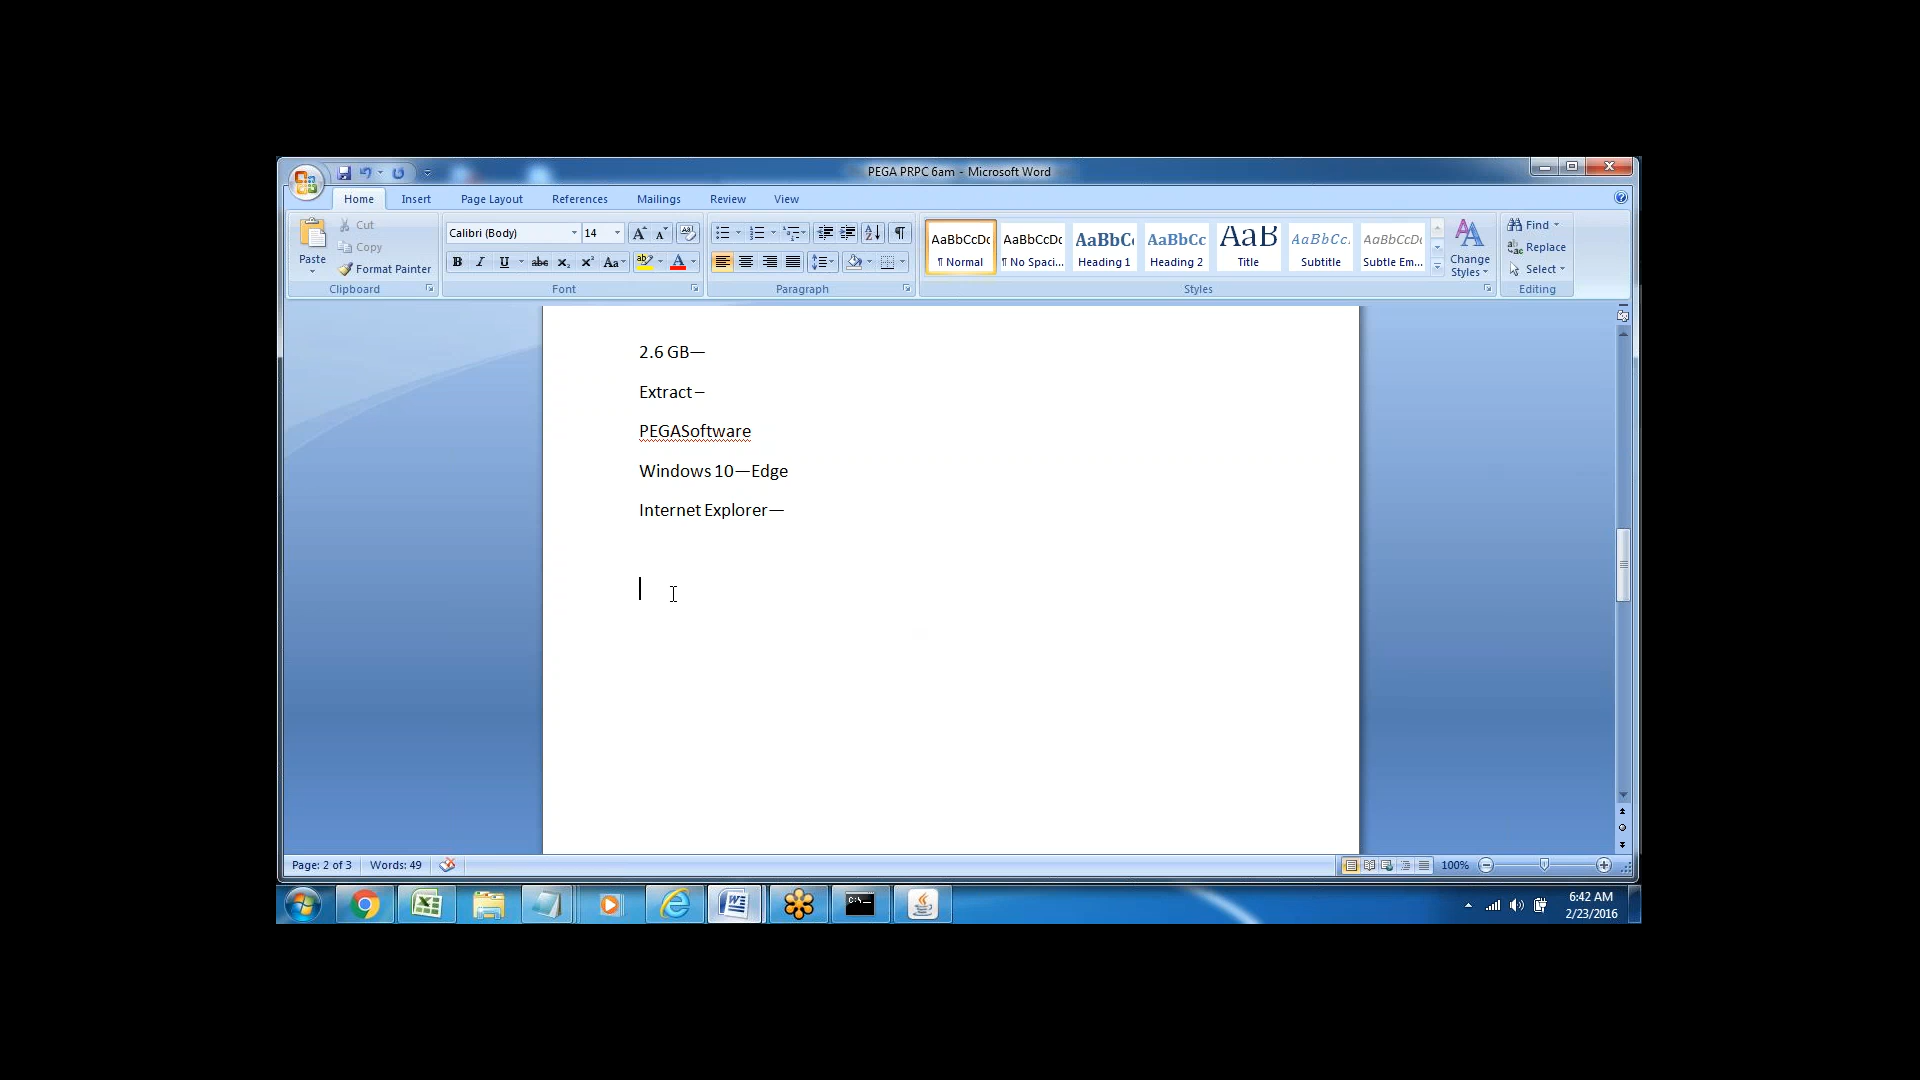 PEGA PRPC 6am - Microsoft Word
Home Insert Page Layout References Mailings Review View
Paste
Cut
Copy
Format Painter
Clipboard
Calibri (Body) 14
Font
Paragraph
AaBbCcDc AaBbCcDc AaBbC AaBbCc AaB AaBbCc. AaBbCcDc
¶ Normal ¶ No Spaci... Heading 1 Heading 2 Title Subtitle Subtle Em...
Change
Styles
Styles
Find
Replace
Select
Editing
2.6 GB—
Extract –
PEGASoftware
Windows 10—Edge
Internet Explorer—
Page: 2 of 3 Words: 49
100%
6:42 AM
2/23/2016